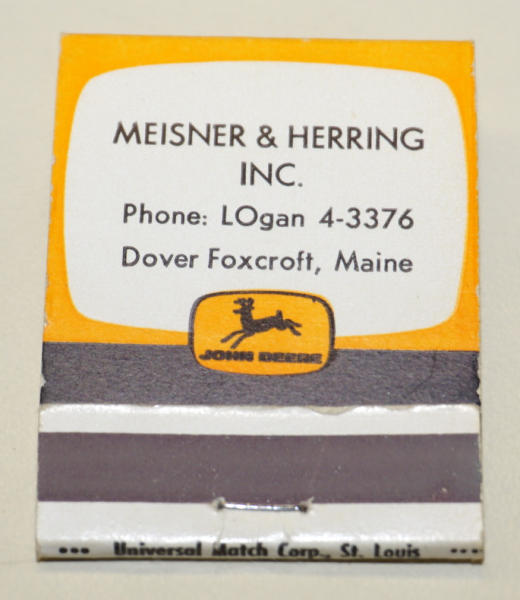 MEISNER & HERRING
INC.
Phone: LOgan 4-3376
Dover Foxcroft, Maine
JOHN DEERE
Universal Match Corp., St. Louis